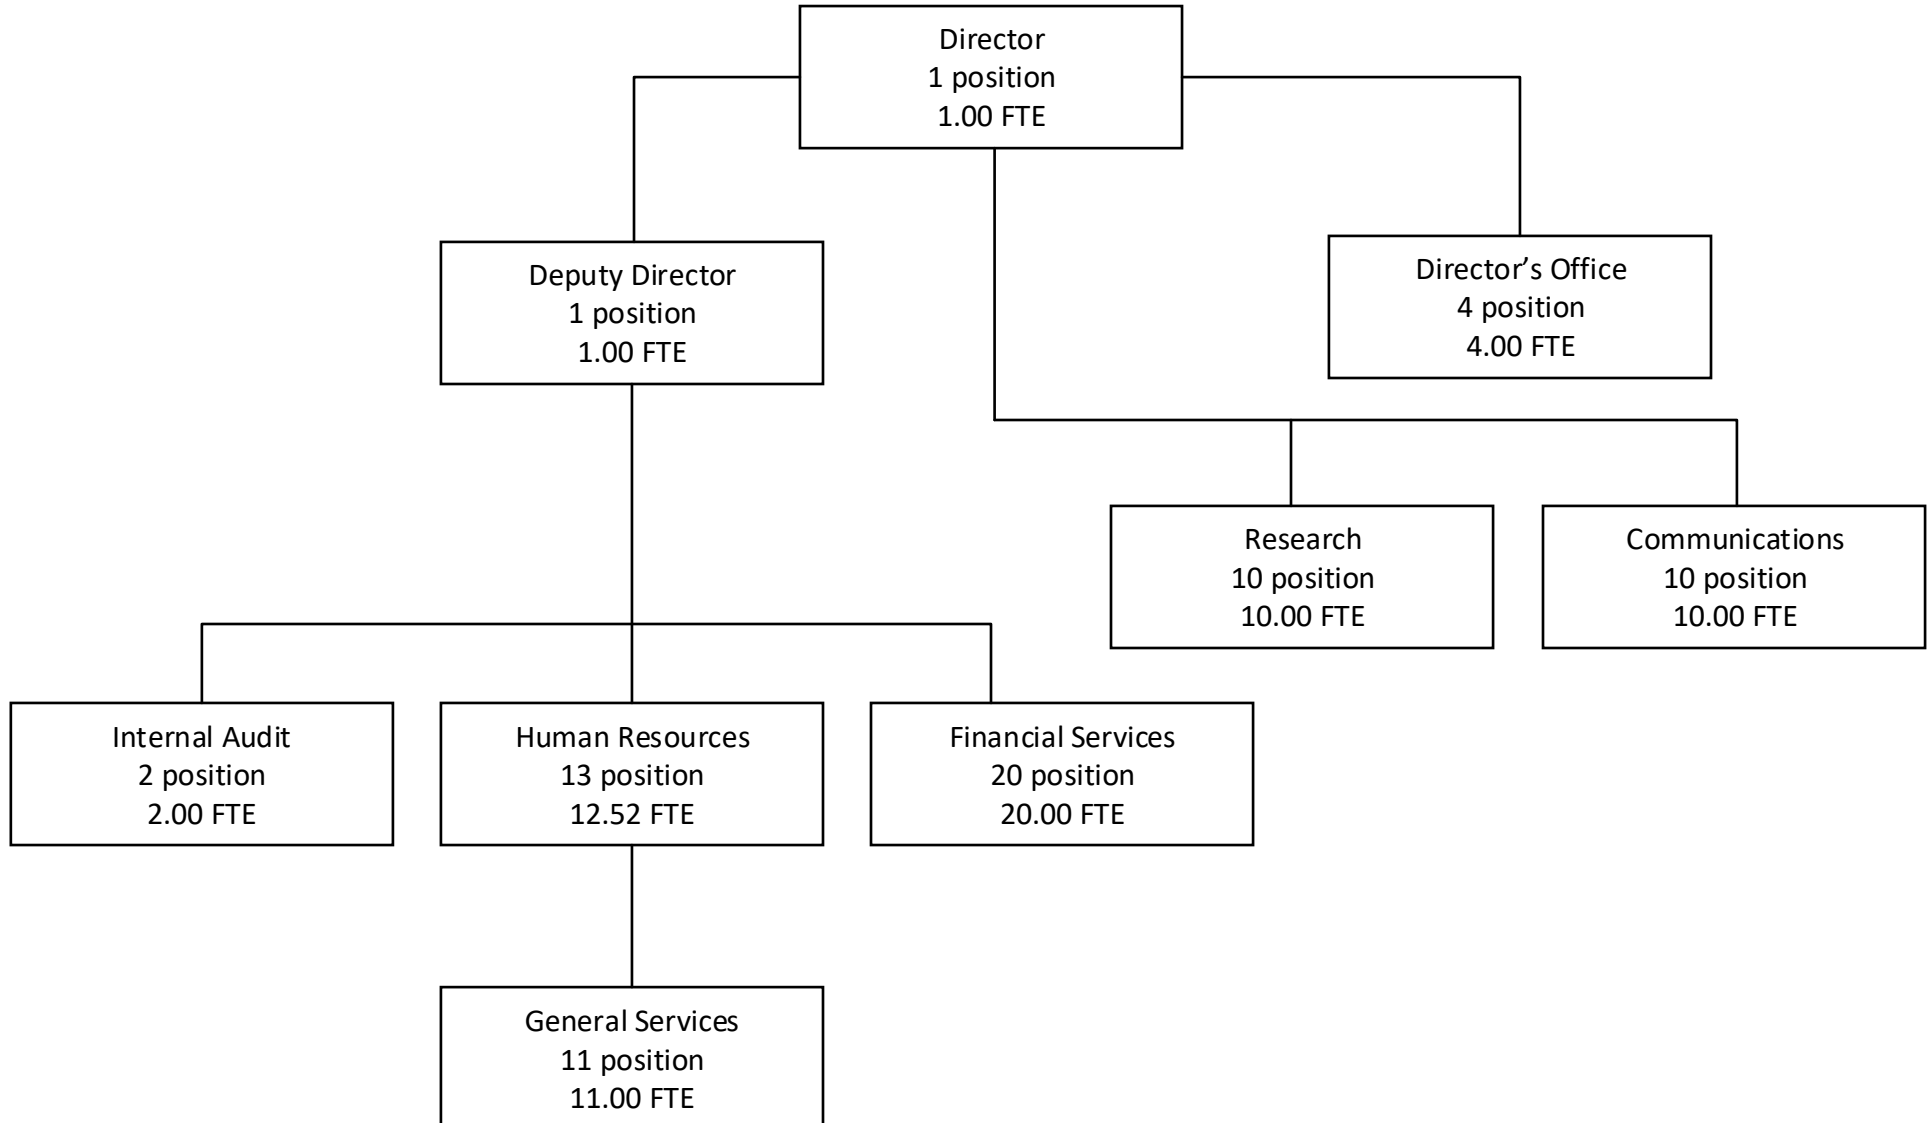 Director
1 position
1.00 FTE
Deputy Director
1 position
1.00 FTE
Director’s Office
4 position
4.00 FTE
Research
10 position
10.00 FTE
Communications
10 position
10.00 FTE
Internal Audit
2 position
2.00 FTE
Human Resources
13 position
12.52 FTE
Financial Services
20 position
20.00 FTE
General Services
11 position
11.00 FTE